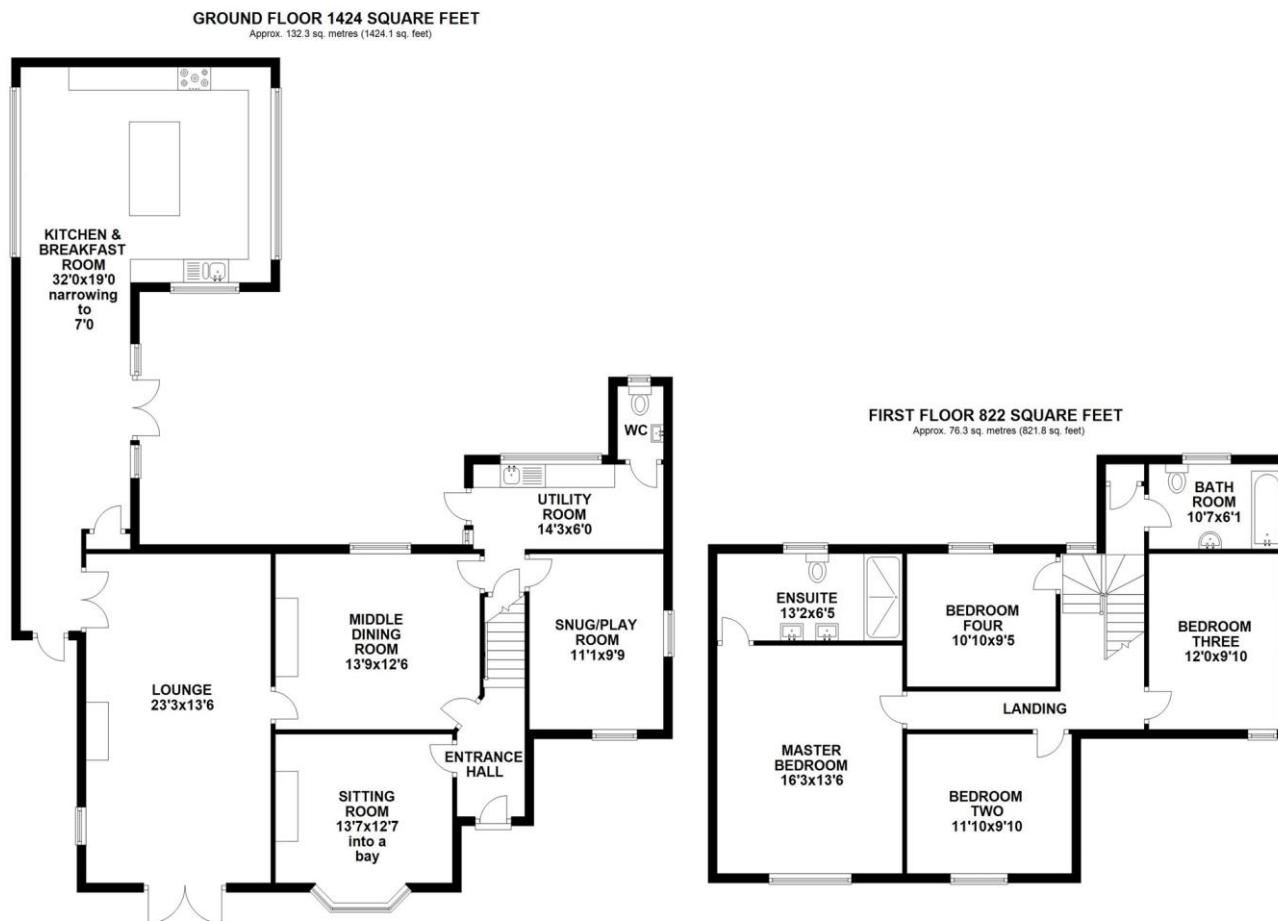 GROUND FLOOR 1424 SQUARE FEET
Approx. 132.3 sq. metres (1424.1 sq. feet)
KITCHEN &
BREAKFAST
ROOM
32'0x19'0
narrowing
to
7'0
WC
UTILITY
ROOM
14'3x6'0
MIDDLE
DINING
ROOM
13'9x12'6
SNUG/PLAY
ROOM
11'1x9'9
LOUNGE
23'3x13'6
ENTRANCE
HALL
SITTING
ROOM
13'7x12'7
into a
bay
FIRST FLOOR 822 SQUARE FEET
Approx. 76.3 sq. metres (821.8 sq. feet)
BATH
ROOM
10'7x6'1
ENSUITE
13'2x6'5
BEDROOM
FOUR
10'10x9'5
BEDROOM
THREE
12'0x9'10
LANDING
MASTER
BEDROOM
16'3x13'6
BEDROOM
TWO
11'10x9'10